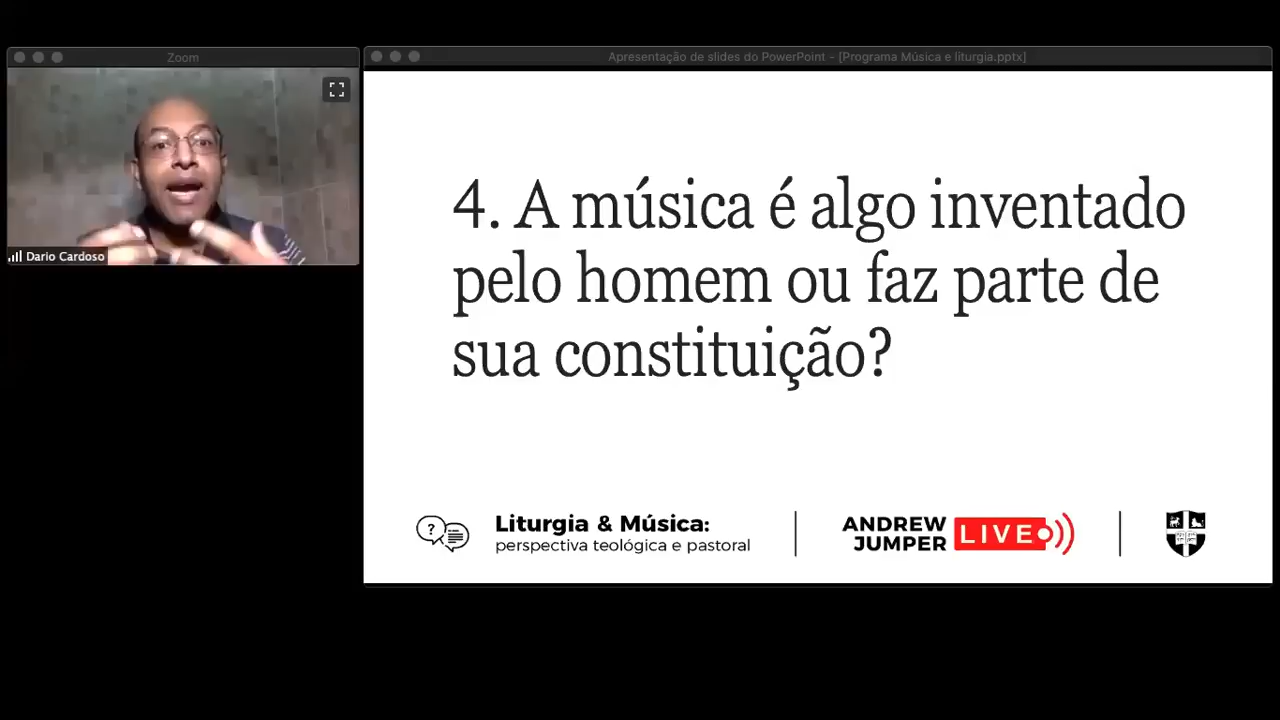 Zoom
Apresentação de slides do PowerPoint - [Programa Música e liturgia.pptx]
Dario Cardoso
4. A música é algo inventado
pelo homem ou faz parte de
sua constituição?
?
Liturgia & Música:
perspectiva teológica e pastoral
ANDREW
JUMPER
LIVE